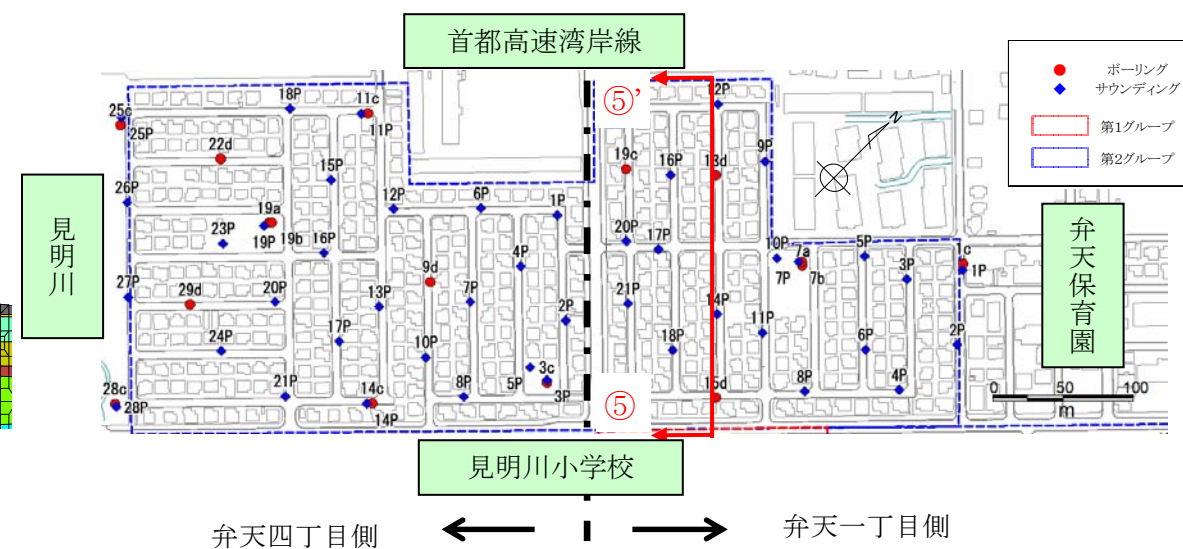 首都高速湾岸線
ボーリング
サウンディング
第1グループ
第2グループ
見明川
弁天保育園
見明川小学校
弁天四丁目側
弁天一丁目側
⑤’
⑤
N
0 50 100
m
18P
11c
11P
25c
25P
22d
15P
26P
12P
6P
1P
19a
23P
19P
19b
16P
4P
9d
27P
29d
20P
13P
7P
2P
24P
17P
10P
3c
5P
3P
21P
8P
28c
28P
14c
14P
12P
19c
16P
13d
9P
20P
17P
10P
7a
7P
7b
5P
3P
1c
1P
21P
14P
11P
18P
6P
2P
15d
8P
4P